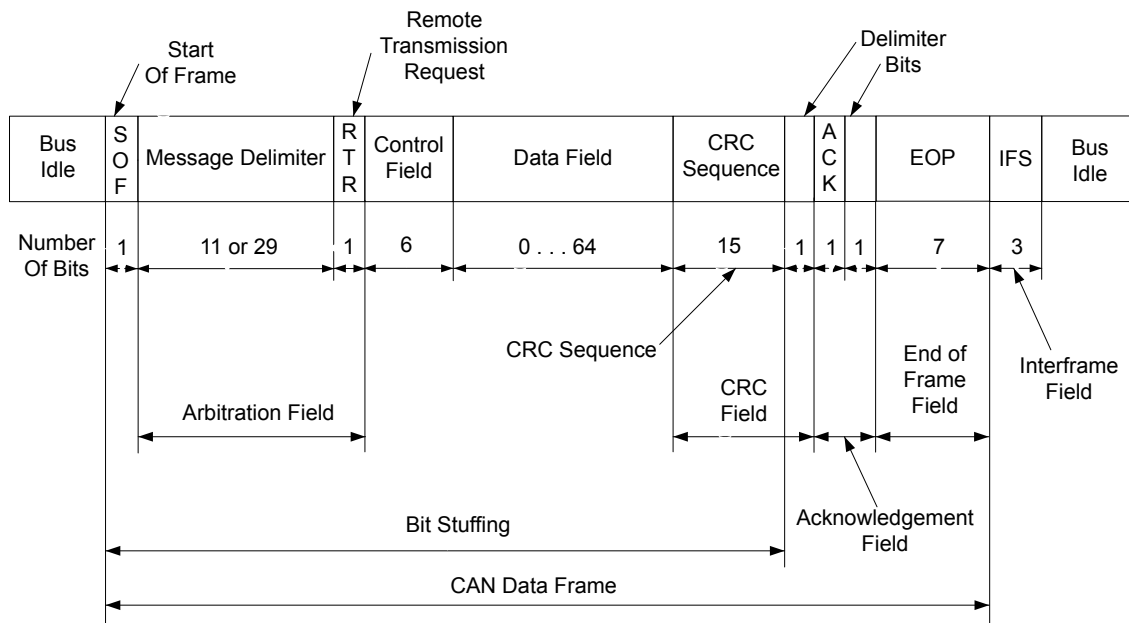 Start
Of Frame
Remote
Transmission
Request
Delimiter
Bits
Bus
Idle
S
O
F
Message Delimiter
R
T
R
Control
Field
Data Field
CRC
Sequence
A
C
K
EOP
IFS
Bus
Idle
Number
Of Bits
1
11 or 29
1
6
0 . . . 64
15
1
1
1
7
3
CRC Sequence
End of
Frame
Field
Interframe
Field
Arbitration Field
CRC
Field
Bit Stuffing
Acknowledgement
Field
CAN Data Frame